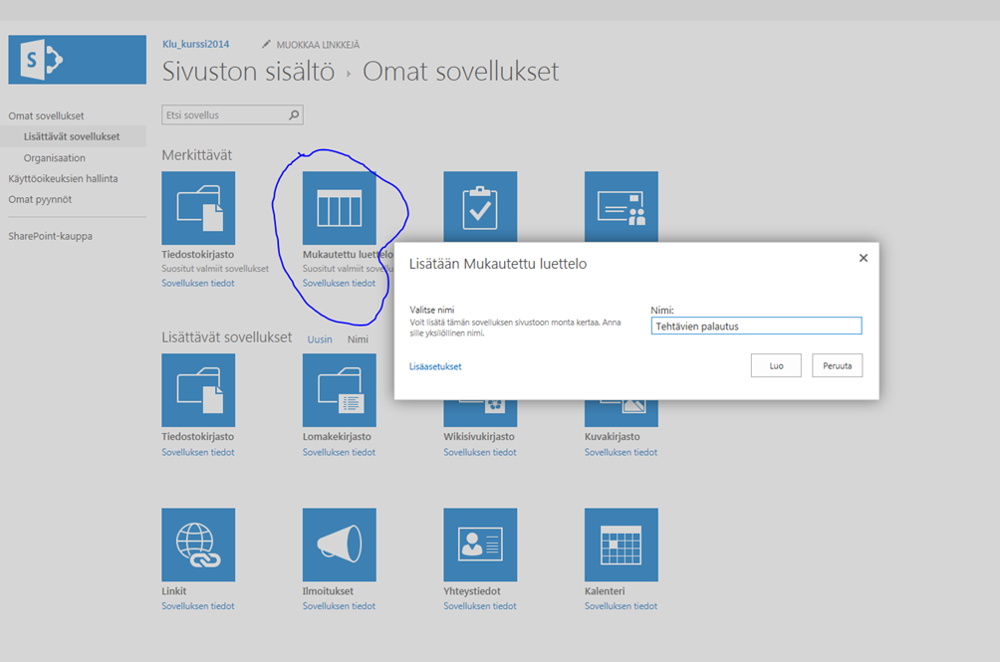 S
Klu_kurssi2014
MUOKKAA LINKKEJÄ
Sivuston sisältö › Omat sovellukset
Omat sovellukset
Lisättävät sovellukset
Organisaation
Käyttöoikeuksien hallinta
Omat pyynnöt
SharePoint-kauppa
Etsi sovellus
Merkittävät
Tiedostokirjasto
Suositut valmiit sovellukset
Sovelluksen tiedot
Mukautettu luettelo
Suositut valmiit
Sovelluksen tiedot
Lisätään Mukautettu luettelo
Valitse nimi
Voit lisätä tämän sovelluksen sivustoon monta kertaa. Anna
sille yksilöllinen nimi.
Nimi:
Tehtävien palautus
Lisäasetukset
Luo
Peruuta
Lisättävät sovellukset Uusin Nimi
Tiedostokirjasto
Sovelluksen tiedot
Lomakekirjasto
Sovelluksen tiedot
Wikisivukirjasto
Sovelluksen tiedot
Kuvakirjasto
Sovelluksen tiedot
Linkit
Sovelluksen tiedot
Ilmoitukset
Sovelluksen tiedot
Yhteystiedot
Sovelluksen tiedot
Kalenteri
Sovelluksen tiedot